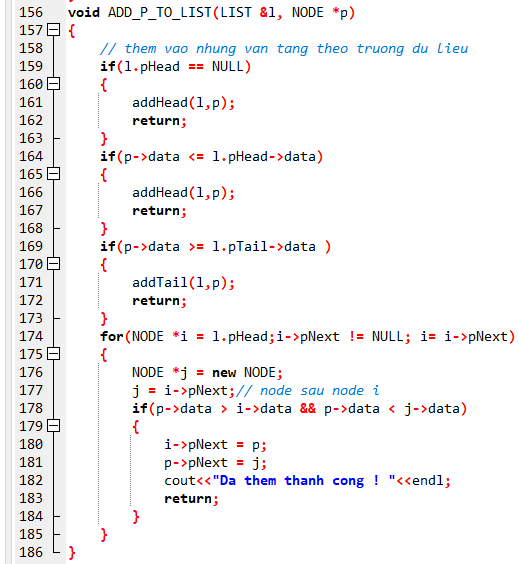 156 void ADD_P_TO_LIST(LIST &l, NODE *p)
157 {
158 // them vao nhung van tang theo truong du lieu
159 if(l.pHead == NULL)
160 {
161 addHead(l,p);
162 return;
163 }
164 if(p->data <= l.pHead->data)
165 {
166 addHead(l,p);
167 return;
168 }
169 if(p->data >= l.pTail->data )
170 {
171 addTail(l,p);
172 return;
173 }
174 for(NODE *i = l.pHead;i->pNext != NULL; i= i->pNext)
175 {
176 NODE *j = new NODE;
177 j = i->pNext;// node sau node i
178 if(p->data > i->data && p->data < j->data)
179 {
180 i->pNext = p;
181 p->pNext = j;
182 cout<<"Da them thanh cong ! "<<endl;
183 return;
184 }
185 }
186 }